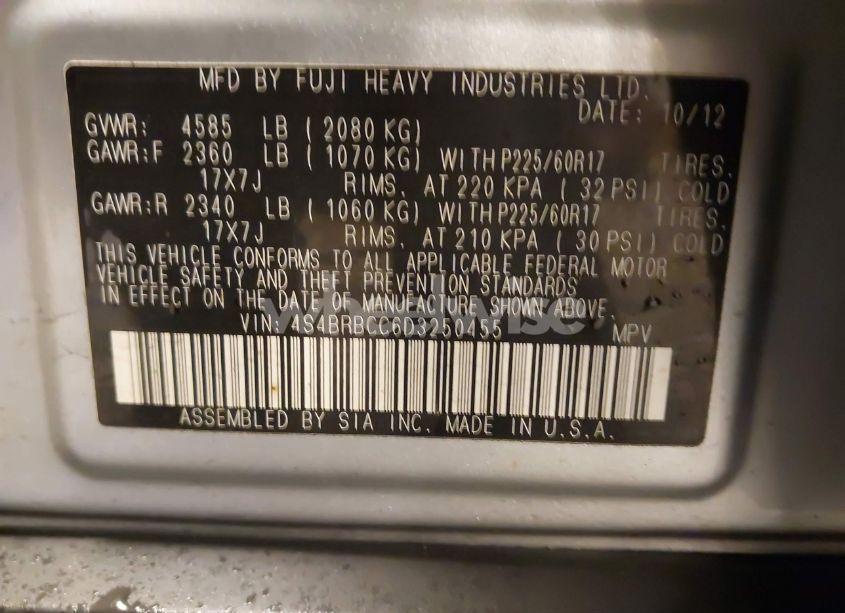 MFD BY FUJI HEAVY INDUSTRIES LTD.
DATE: 10/12
GVWR: 4585 LB ( 2080 KG)
GAWR:F 2360 LB ( 1070 KG) WITH P225/60R17 TIRES.
17X7J RIMS. AT 220 KPA ( 32 PSI) COLD
GAWR:R 2340 LB ( 1060 KG) WITH P225/60R17 TIRES.
17X7J RIMS. AT 210 KPA ( 30 PSI) COLD
THIS VEHICLE CONFORMS TO ALL APPLICABLE FEDERAL MOTOR
VEHICLE SAFETY AND THEFT PREVENTION STANDARDS
IN EFFECT ON THE DATE OF MANUFACTURE SHOWN ABOVE.
VIN: 4S4BRBCC6D3250455 MPV
ASSEMBLED BY SIA INC. MADE IN U.S.A.